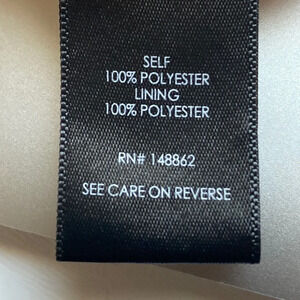 SELF
100% POLYESTER
LINING
100% POLYESTER
RN# 148862
SEE CARE ON REVERSE